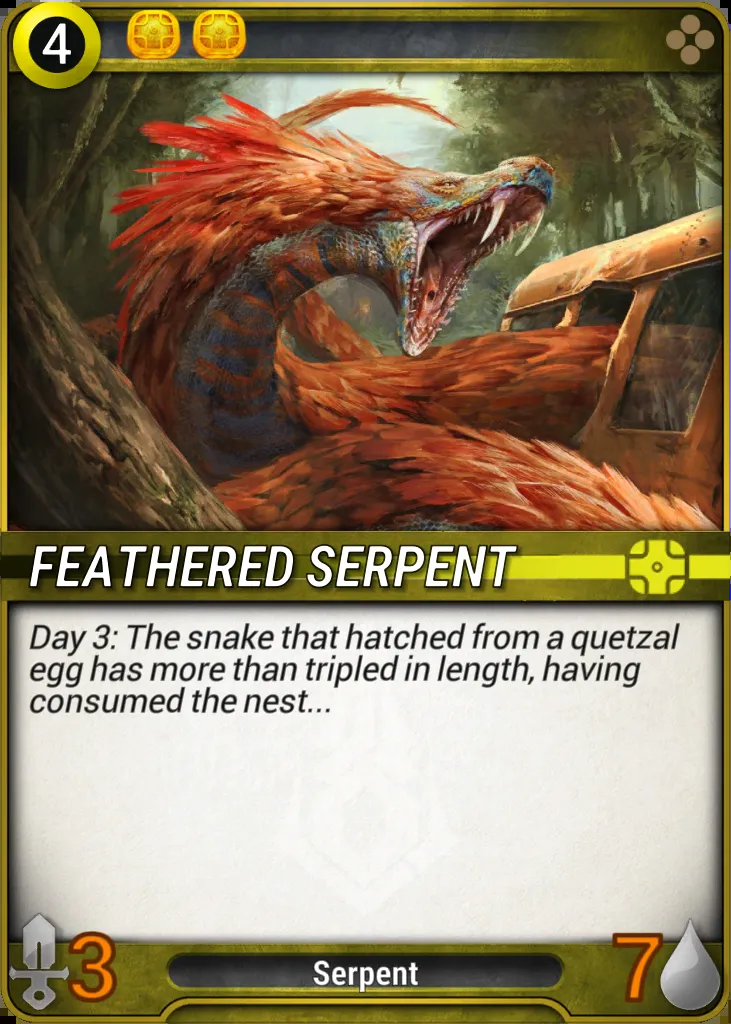 4
FEATHERED SERPENT
Day 3: The snake that hatched from a quetzal
egg has more than tripled in length, having
consumed the nest...
3
Serpent
7